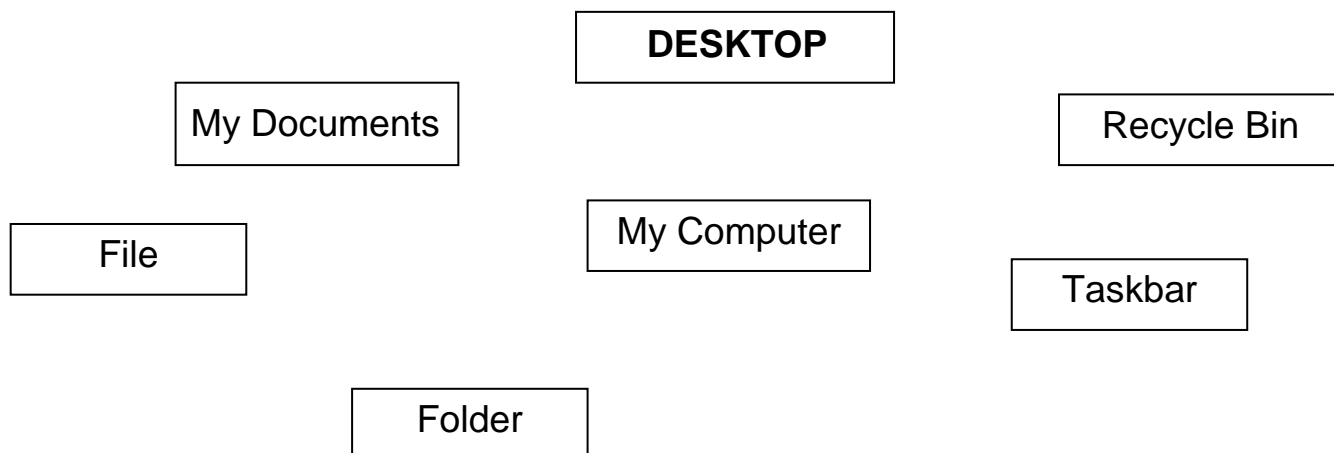 DESKTOP
My Documents
Recycle Bin
My Computer
File
Taskbar
Folder